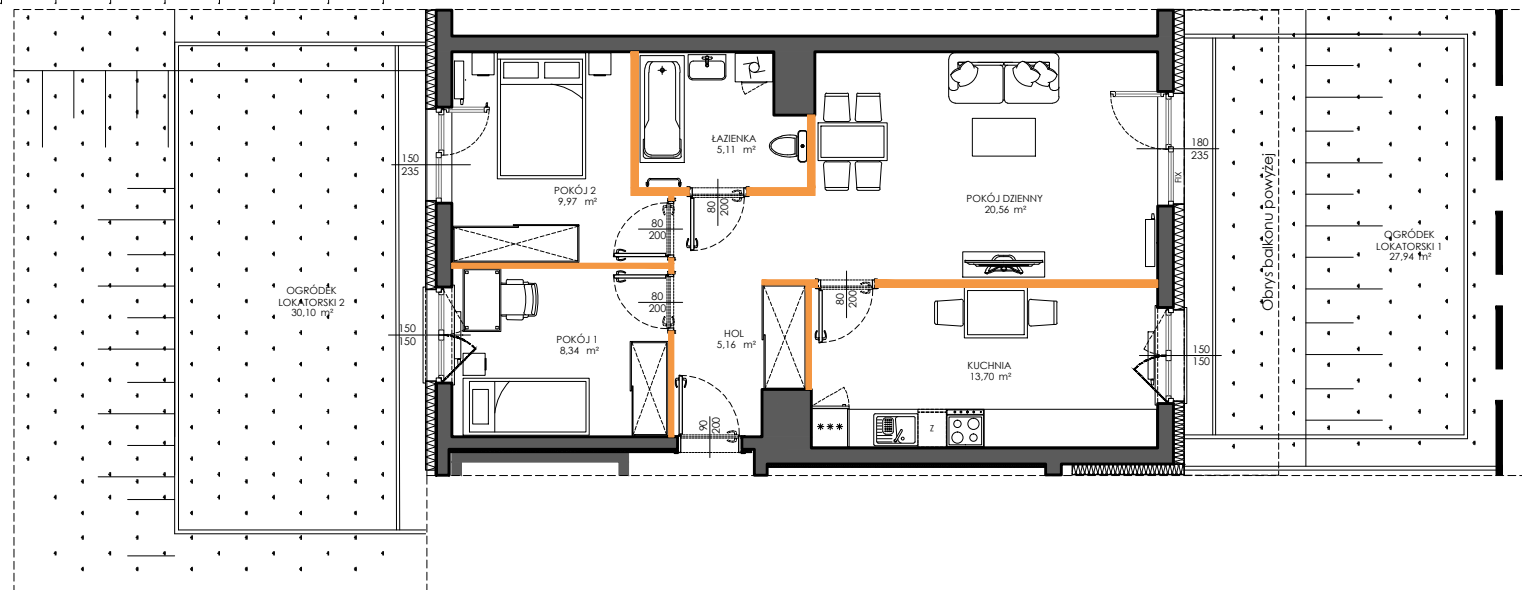 ŁAZIENKA
5,11 m²
POKÓJ 2
9,97 m²
POKÓJ DZIENNY
20,56 m²
150
235
180
235
FIX
Obrys balkonu powyżej
OGRÓDEK
LOKATORSKI 1
27,94 m²
80
200
80
200
OGRÓDEK
LOKATORSKI 2
30,10 m²
80
200
80
200
POKÓJ 1
8,34 m²
HOL
5,16 m²
KUCHNIA
13,70 m²
150
150
150
150
90
200
***
Z